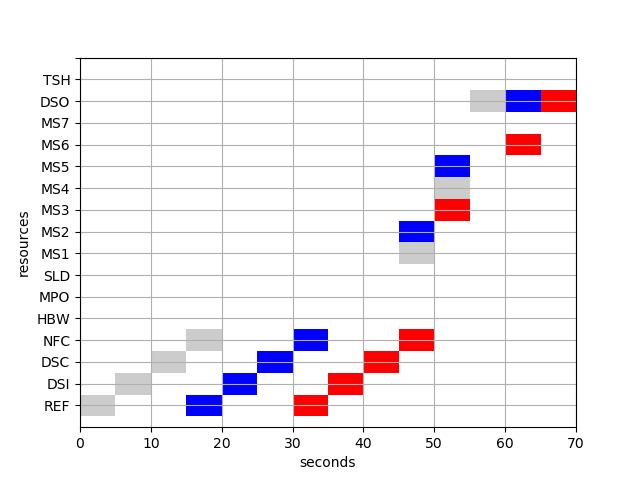 TSH
DSO
MS7
MS6
MS5
MS4
MS3
MS2
MS1
SLD
MPO
HBW
NFC
DSC
DSI
REF
resources
0 10 20 30 40 50 60 70
seconds